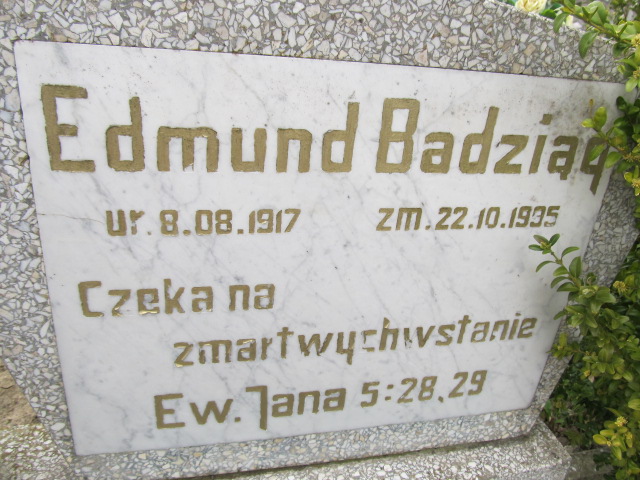 Edmund Badziąg
ur. 8.08.1917 zm. 22.10.1995
Czeka na
zmartwychwstanie
Ew. Jana 5:28,29